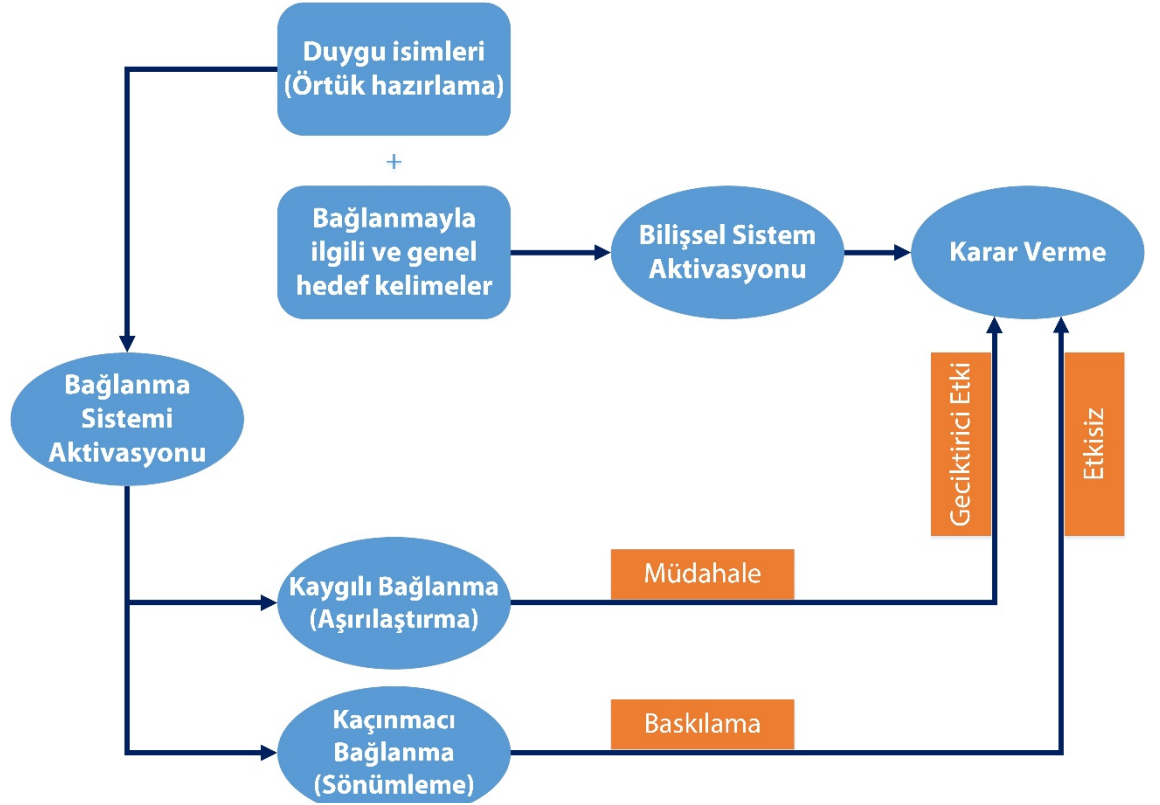 Duygu isimleri
(Örtük hazırlama)
+
Bağlanmayla
ilgili ve genel
hedef kelimeler
Bilişsel Sistem
Aktivasyonu
Karar Verme
Bağlanma
Sistemi
Aktivasyonu
Geciktirici Etki
Etkisiz
Kaygılı Bağlanma
(Aşırılaştırma)
Müdahale
Kaçınmacı
Bağlanma
(Sönümleme)
Baskılama